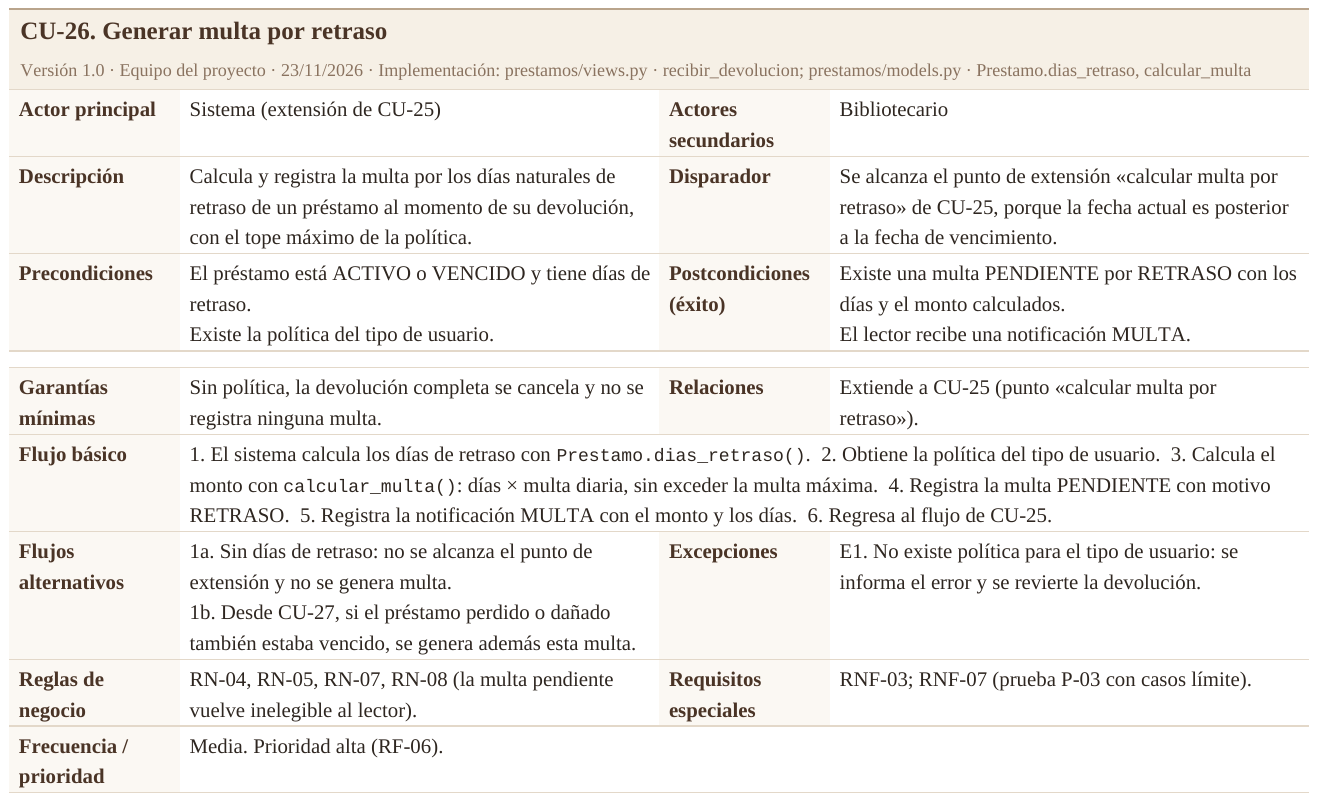 CU-26. Generar multa por retraso
Versión 1.0 · Equipo del proyecto · 23/11/2026 · Implementación: prestamos/views.py · recibir_devolucion; prestamos/models.py · Prestamo.dias_retraso, calcular_multa
Actor principal
Sistema (extensión de CU-25)
Actores
secundarios
Bibliotecario
Descripción
Calcula y registra la multa por los días naturales de
retraso de un préstamo al momento de su devolución,
con el tope máximo de la política.
Disparador
Se alcanza el punto de extensión «calcular multa por
retraso» de CU-25, porque la fecha actual es posterior
a la fecha de vencimiento.
Precondiciones
El préstamo está ACTIVO o VENCIDO y tiene días de
retraso.
Existe la política del tipo de usuario.
Postcondiciones
(éxito)
Existe una multa PENDIENTE por RETRASO con los
días y el monto calculados.
El lector recibe una notificación MULTA.
Garantías
mínimas
Sin política, la devolución completa se cancela y no se
registra ninguna multa.
Relaciones
Extiende a CU-25 (punto «calcular multa por
retraso»).
Flujo básico
1. El sistema calcula los días de retraso con Prestamo.dias_retraso(). 2. Obtiene la política del tipo de usuario. 3. Calcula el
monto con calcular_multa(): días × multa diaria, sin exceder la multa máxima. 4. Registra la multa PENDIENTE con motivo
RETRASO. 5. Registra la notificación MULTA con el monto y los días. 6. Regresa al flujo de CU-25.
Flujos
alternativos
1a. Sin días de retraso: no se alcanza el punto de
extensión y no se genera multa.
1b. Desde CU-27, si el préstamo perdido o dañado
también estaba vencido, se genera además esta multa.
Excepciones
E1. No existe política para el tipo de usuario: se
informa el error y se revierte la devolución.
Reglas de
negocio
RN-04, RN-05, RN-07, RN-08 (la multa pendiente
vuelve inelegible al lector).
Requisitos
especiales
RNF-03; RNF-07 (prueba P-03 con casos límite).
Frecuencia /
prioridad
Media. Prioridad alta (RF-06).